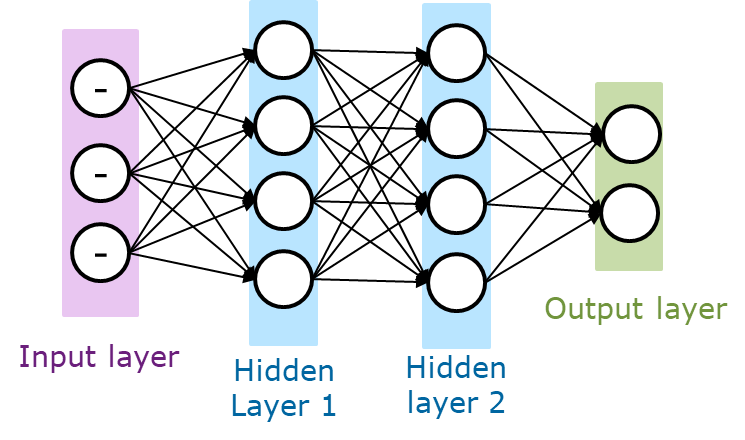 -
-
-
Input layer
Hidden
Layer 1
Hidden
layer 2
Output layer